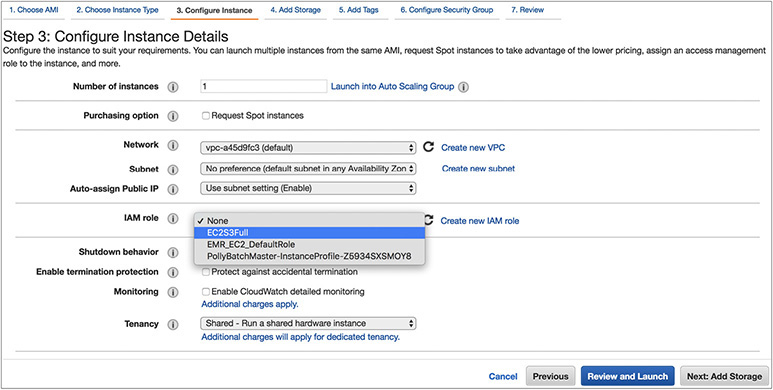 1. Choose AMI 2. Choose Instance Type 3. Configure Instance 4. Add Storage 5. Add Tags 6. Configure Security Group 7. Review
Step 3: Configure Instance Details
Configure the instance to suit your requirements. You can launch multiple instances from the same AMI, request Spot instances to take advantage of the lower pricing, assign an access management
role to the instance, and more.
Number of instances i 1 Launch into Auto Scaling Group i
Purchasing option i Request Spot instances
Network i vpc-a45d9fc3 (default) Create new VPC
Subnet i No preference (default subnet in any Availability Zon Create new subnet
Auto-assign Public IP i Use subnet setting (Enable)
IAM role i ✓ None Create new IAM role
EC2S3Full
EMR_EC2_DefaultRole
Shutdown behavior i
PollyBatchMaster-InstanceProfile-Z5934SXSMOY8
Enable termination protection i Protect against accidental termination
Monitoring i Enable CloudWatch detailed monitoring
Additional charges apply.
Tenancy i Shared - Run a shared hardware instance
Additional charges will apply for dedicated tenancy.
Cancel Previous Review and Launch Next: Add Storage